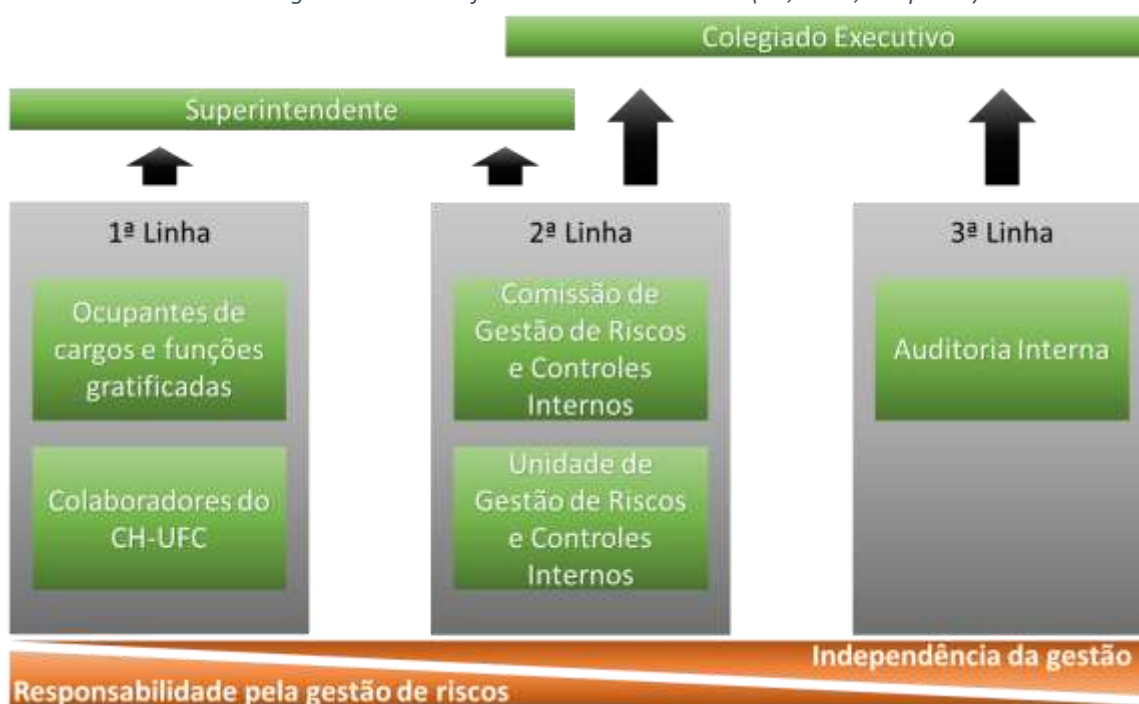 Colegiado Executivo
Superintendente
1ª Linha
Ocupantes de
cargos e funções
gratificadas
Colaboradores do
CH-UFC
2ª Linha
Comissão de
Gestão de Riscos
e Controles
Internos
Unidade de
Gestão de Riscos
e Controles
Internos
3ª Linha
Auditoria Interna
Independência da gestão
Responsabilidade pela gestão de riscos